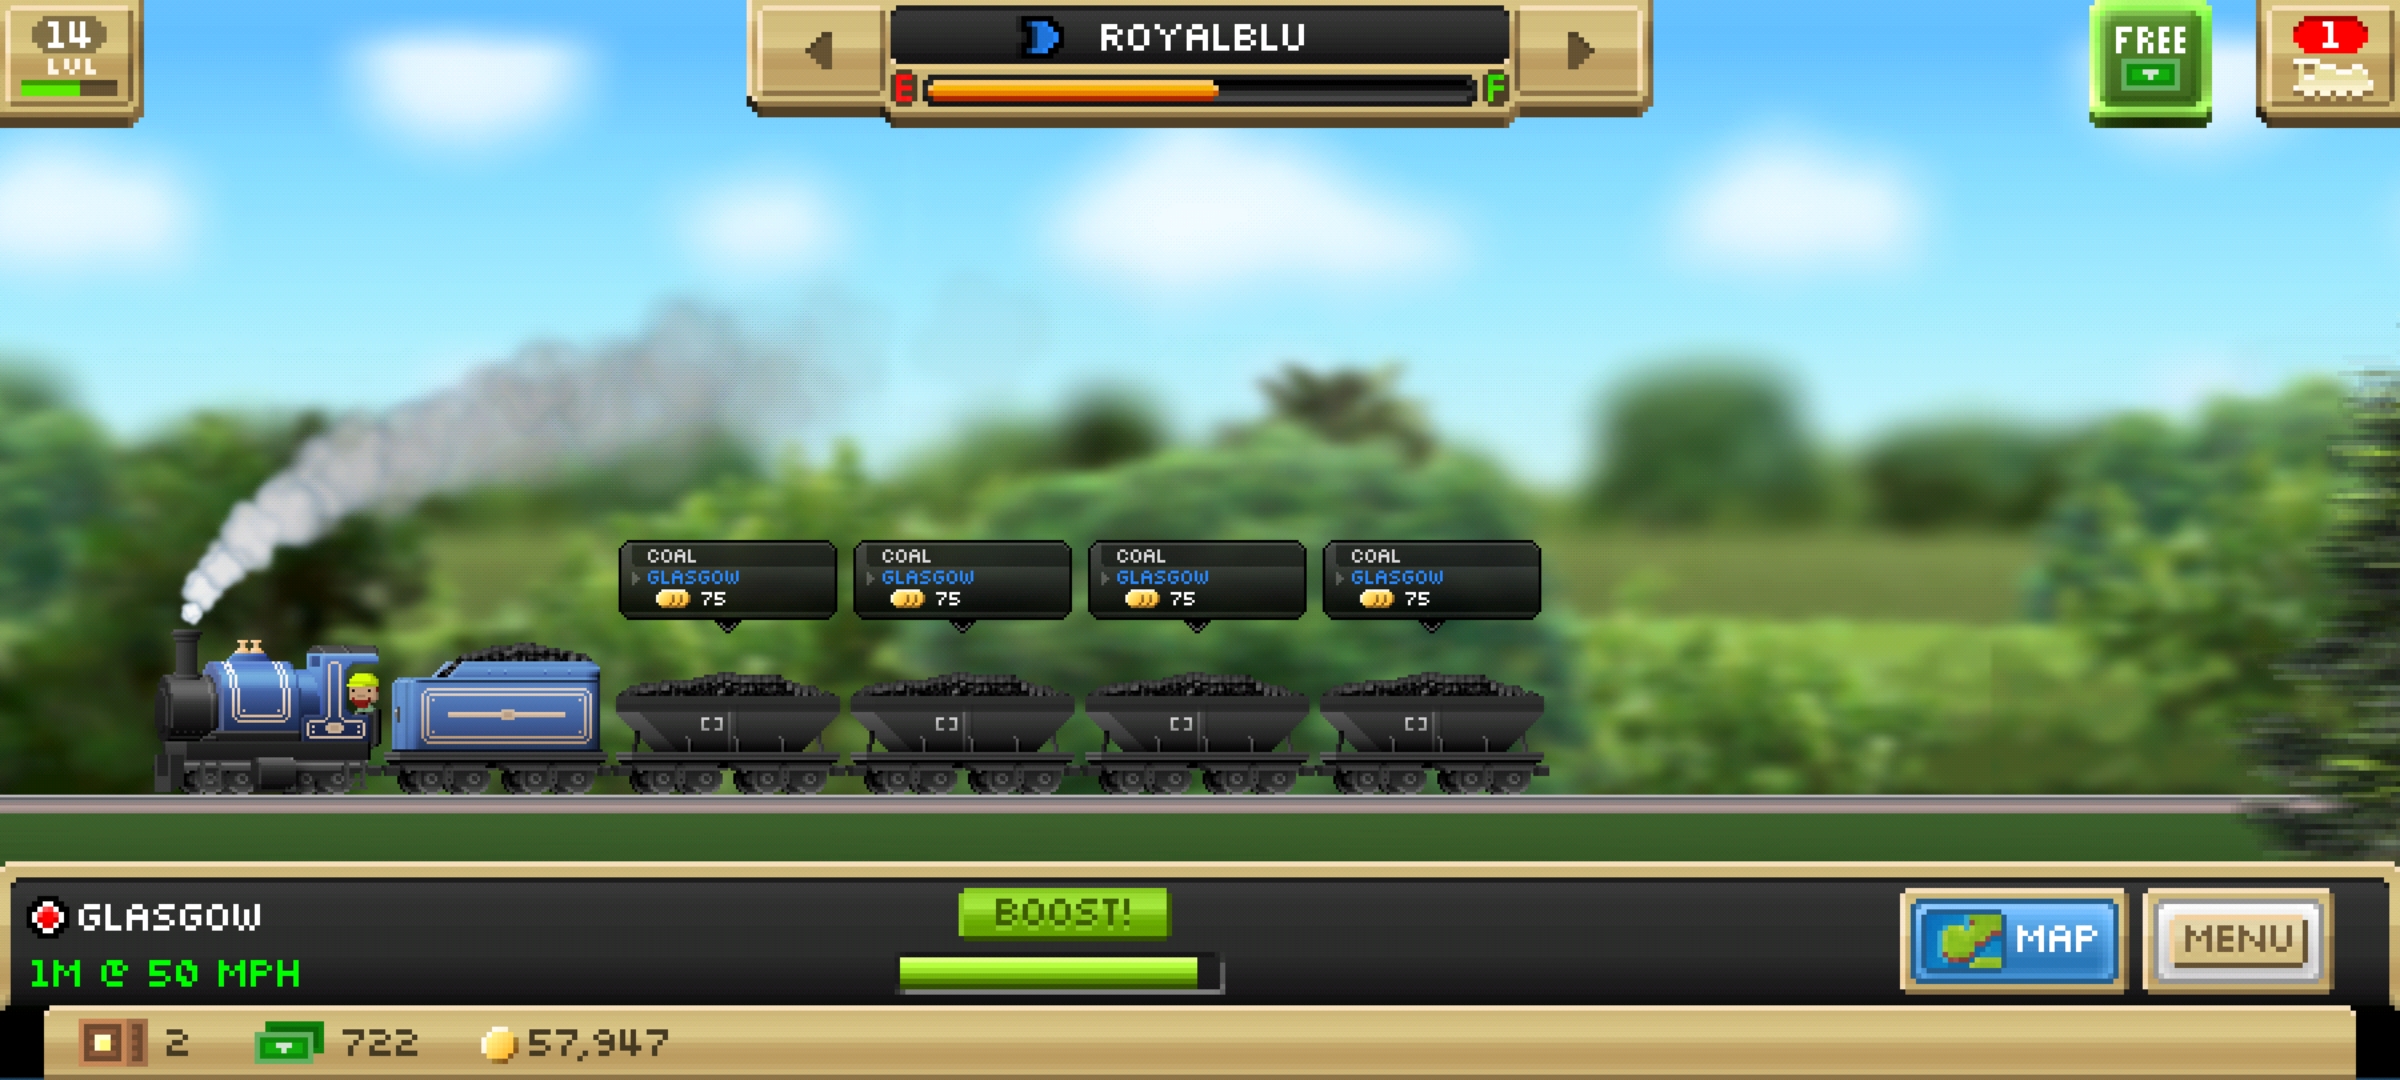 14
LVL
ROYALBLU
E F
FREE
1
COAL
GLASGOW
75
COAL
GLASGOW
75
COAL
GLASGOW
75
COAL
GLASGOW
75
GLASGOW
1M @ 50 MPH
BOOST!
MAP
MENU
2
722
57,947